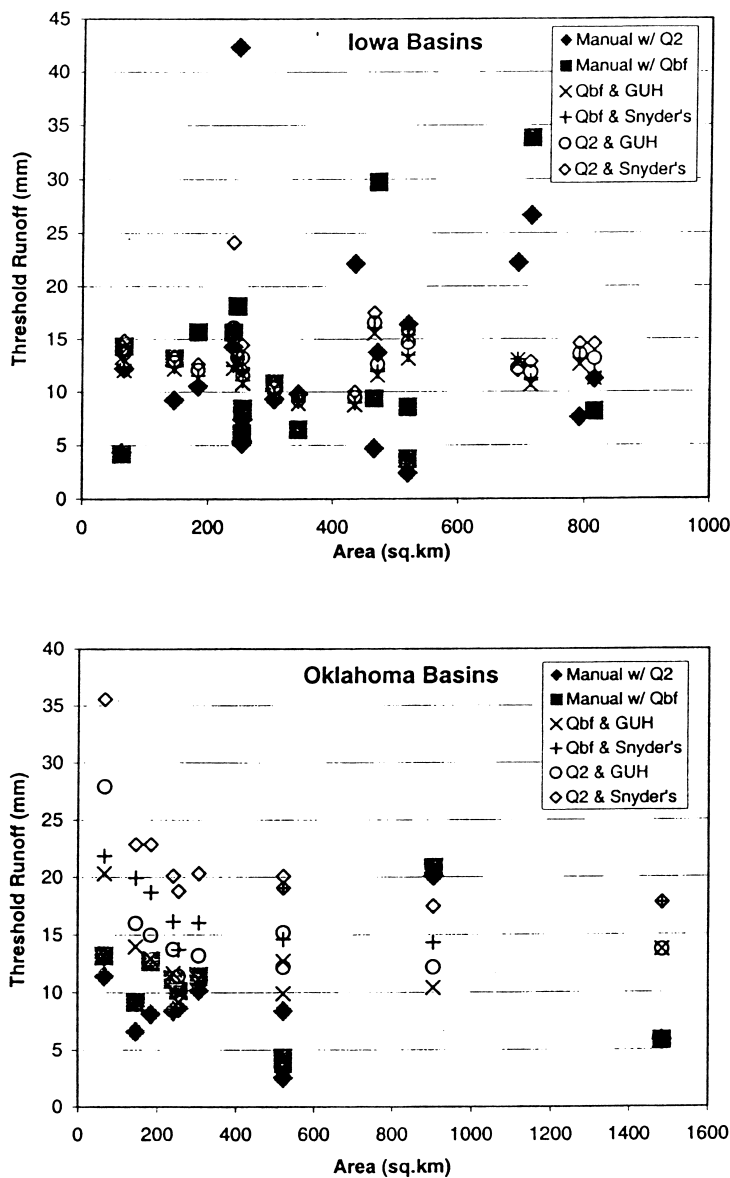 Iowa Basins
Manual w/ Q2
Manual w/ Qbf
Qbf & GUH
Qbf & Snyder's
Q2 & GUH
Q2 & Snyder's
Threshold Runoff (mm)
45
40
35
30
25
20
15
10
5
0
0 200 400 600 800 1000
Area (sq.km)
Oklahoma Basins
Manual w/ Q2
Manual w/ Qbf
Qbf & GUH
Qbf & Snyder's
Q2 & GUH
Q2 & Snyder's
Threshold Runoff (mm)
40
35
30
25
20
15
10
5
0
0 200 400 600 800 1000 1200 1400 1600
Area (sq.km)